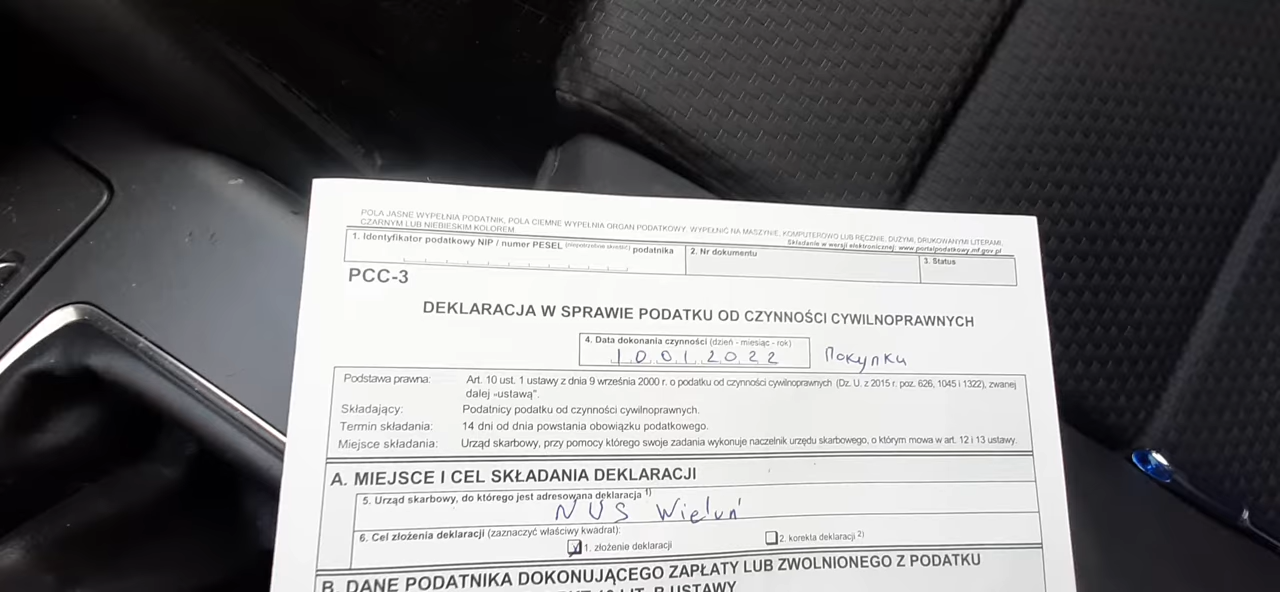 POLA JASNE WYPEŁNIA PODATNIK, POLA CIEMNE WYPEŁNIA ORGAN PODATKOWY. WYPEŁNIĆ NA MASZYNIE, KOMPUTEROWO LUB RĘCZNIE, DUŻYMI, DRUKOWANYMI LITERAMI,
CZARNYM LUB NIEBIESKIM KOLOREM.
Składanie w wersji elektronicznej: www.portalpodatkowy.mf.gov.pl
1. Identyfikator podatkowy NIP / numer PESEL (niepotrzebne skreślić) podatnika
2. Nr dokumentu
3. Status
PCC-3
DEKLARACJA W SPRAWIE PODATKU OD CZYNNOŚCI CYWILNOPRAWNYCH
4. Data dokonania czynności (dzień - miesiąc - rok)
10012022 Покупки
Podstawa prawna: Art. 10 ust. 1 ustawy z dnia 9 września 2000 r. o podatku od czynności cywilnoprawnych (Dz. U. z 2015 r. poz. 626, 1045 i 1322), zwanej
dalej „ustawą".
Składający: Podatnicy podatku od czynności cywilnoprawnych.
Termin składania: 14 dni od dnia powstania obowiązku podatkowego.
Miejsce składania: Urząd skarbowy, przy pomocy którego swoje zadania wykonuje naczelnik urzędu skarbowego, o którym mowa w art. 12 i 13 ustawy.
A. MIEJSCE I CEL SKŁADANIA DEKLARACJI
5. Urząd skarbowy, do którego jest adresowana deklaracja 1)
NUS Wieluń
6. Cel złożenia deklaracji (zaznaczyć właściwy kwadrat):
1. złożenie deklaracji 2. korekta deklaracji 2)
B. DANE PODATNIKA DOKONUJĄCEGO ZAPŁATY LUB ZWOLNIONEGO Z PODATKU